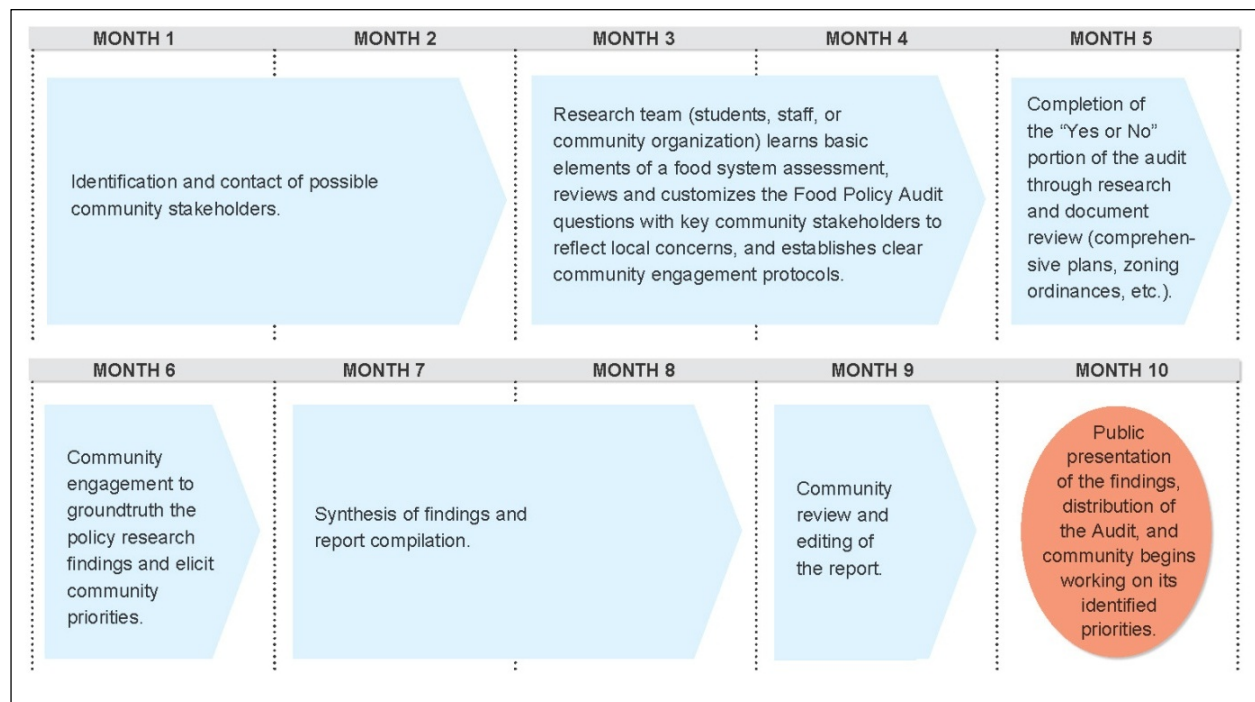 MONTH 1 MONTH 2 MONTH 3 MONTH 4 MONTH 5
Identification and contact of possible
community stakeholders.
Research team (students, staff, or
community organization) learns basic
elements of a food system assessment,
reviews and customizes the Food Policy Audit
questions with key community stakeholders to
reflect local concerns, and establishes clear
community engagement protocols.
Completion of
the “Yes or No”
portion of the audit
through research
and document
review (comprehen-
sive plans, zoning
ordinances, etc.).
MONTH 6 MONTH 7 MONTH 8 MONTH 9 MONTH 10
Community
engagement to
groundtruth the
policy research
findings and elicit
community
priorities.
Synthesis of findings and
report compilation.
Community
review and
editing of
the report.
Public
presentation
of the findings,
distribution of
the Audit, and
community begins
working on its
identified
priorities.